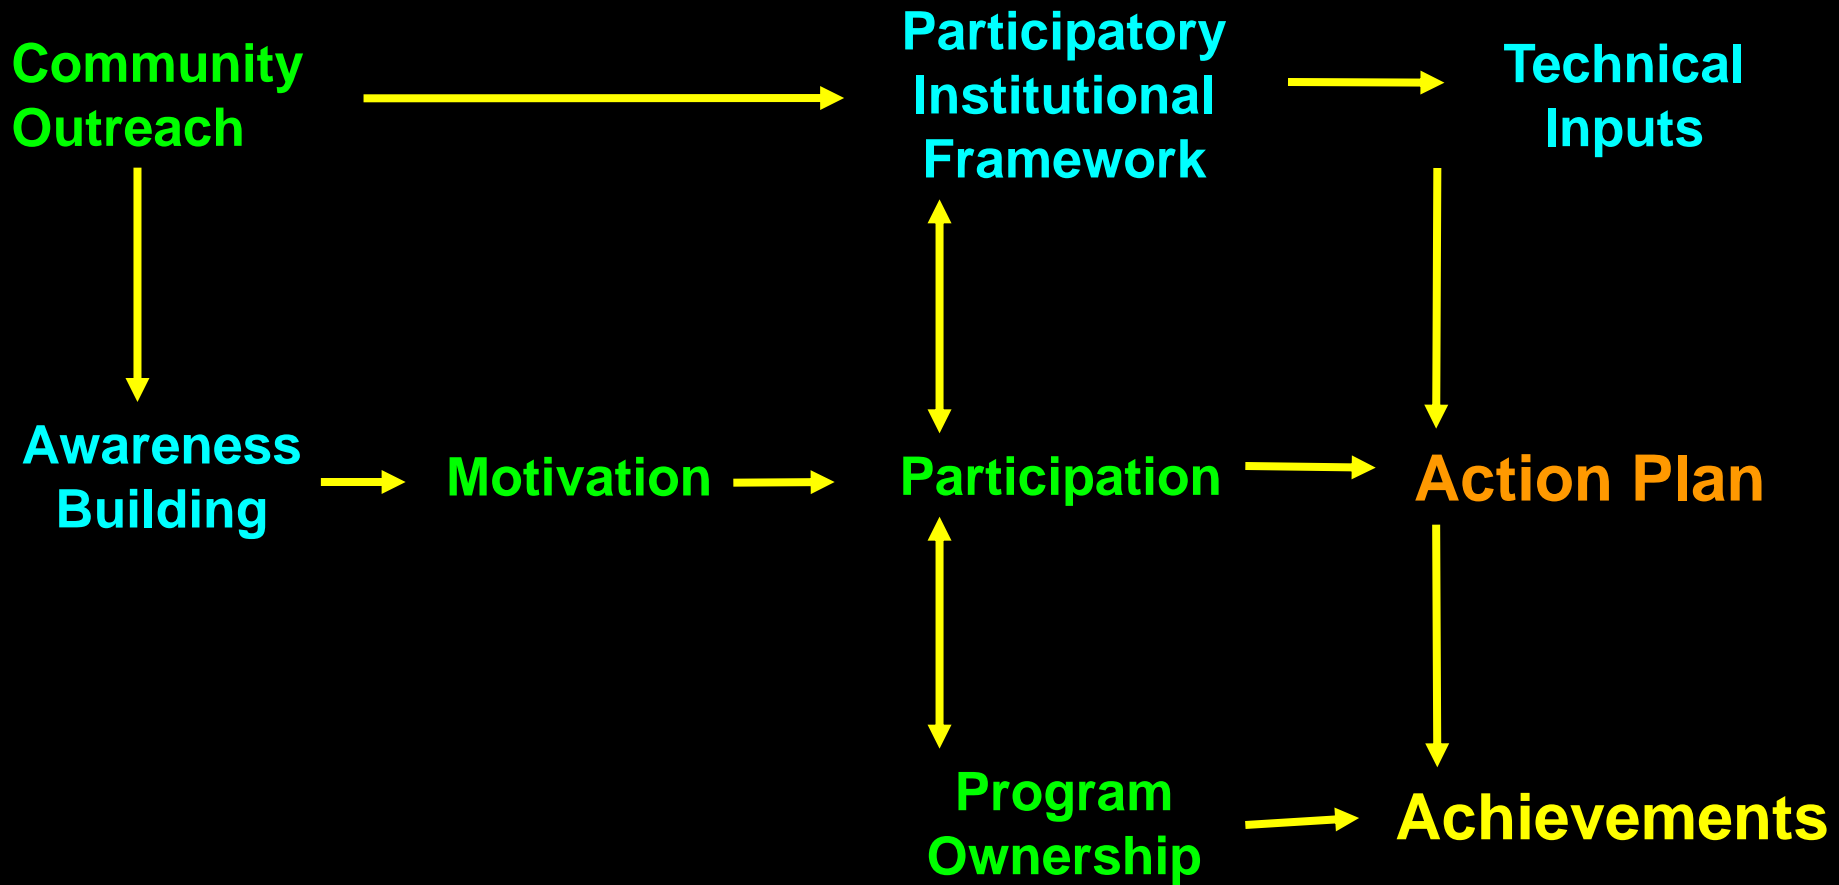 Community
Outreach
Participatory
Institutional
Framework
Technical
Inputs
Awareness
Building
Motivation
Participation
Action Plan
Program
Ownership
Achievements